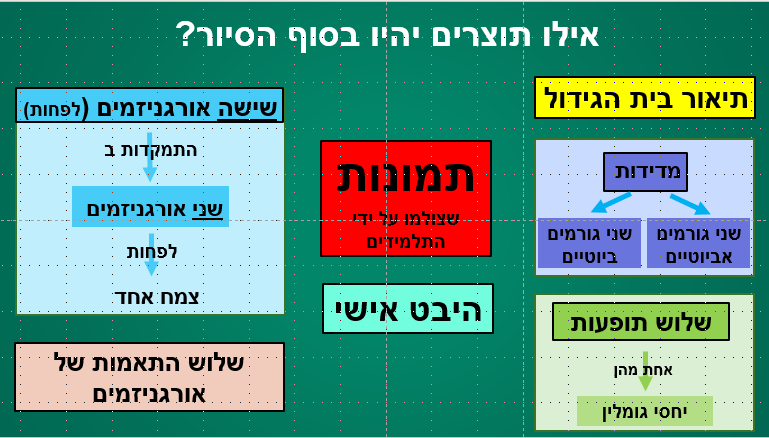 אילו תוצרים יהיו בסוף הסיור?
תיאור בית הגידול
מדידות
שני גורמים
אביוטיים
שני גורמים
ביוטיים
שלוש תופעות
אחת מהן
יחסי גומלין
תמונות
שצולמו על ידי
התלמידים
היבט אישי
שישה אורגניזמים (לפחות)
התמקדות ב
שני אורגניזמים
לפחות
צמח אחד
שלוש התאמות של
אורגניזמים